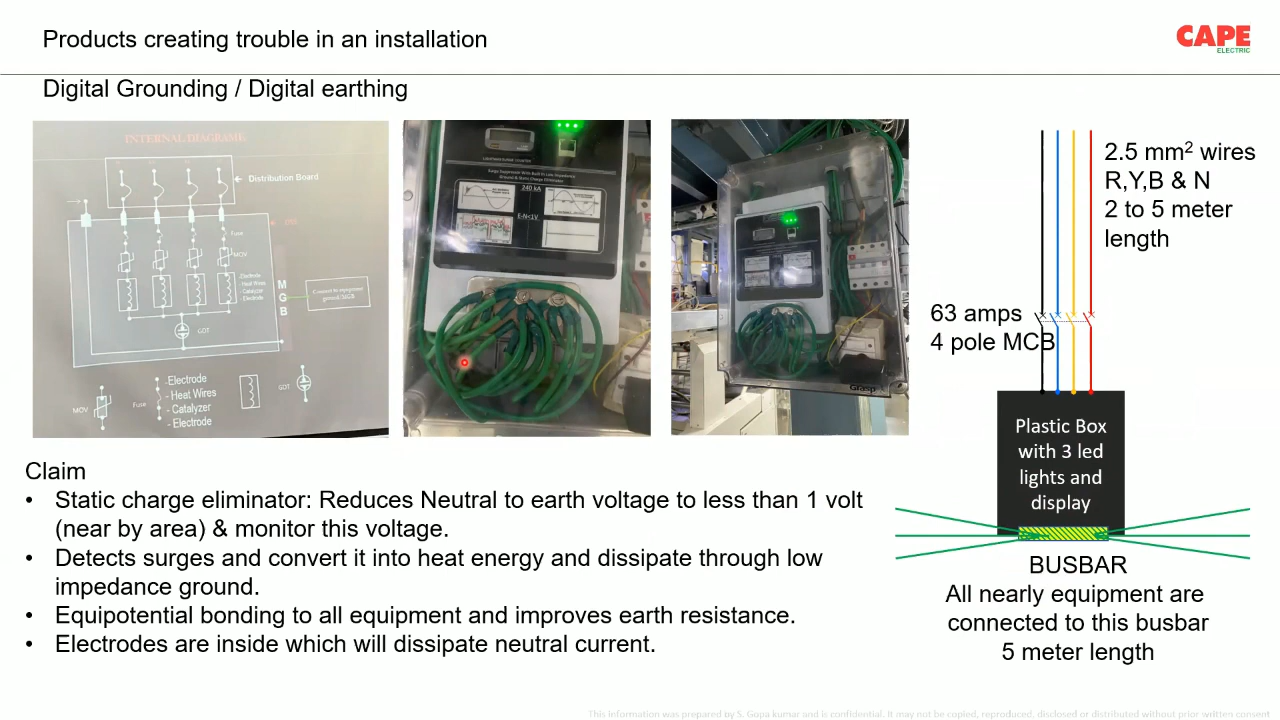 Products creating trouble in an installation
CAPE
ELECTRIC
Digital Grounding / Digital earthing
INTERNAL DIAGRAME
Distribution Board
Fuse
MOV
-Electrode
- Heat Wires
- Catalyzer
- Electrode
M
G
B
GDT
MOV
Fuse
-Electrode
- Heat Wires
- Catalyzer
- Electrode
GDT
240 kA
E-N<1V
Grasp
2.5 mm² wires
R,Y,B & N
2 to 5 meter
length
63 amps
4 pole MCB
Plastic Box
with 3 led
lights and
display
BUSBAR
All nearly equipment are
connected to this busbar
5 meter length
Claim
• Static charge eliminator: Reduces Neutral to earth voltage to less than 1 volt
(near by area) & monitor this voltage.
• Detects surges and convert it into heat energy and dissipate through low
impedance ground.
• Equipotential bonding to all equipment and improves earth resistance.
• Electrodes are inside which will dissipate neutral current.
This information was prepared by S. Gopa kumar and is confidential. It may not be copied, reproduced, disclosed or distributed without prior written consent